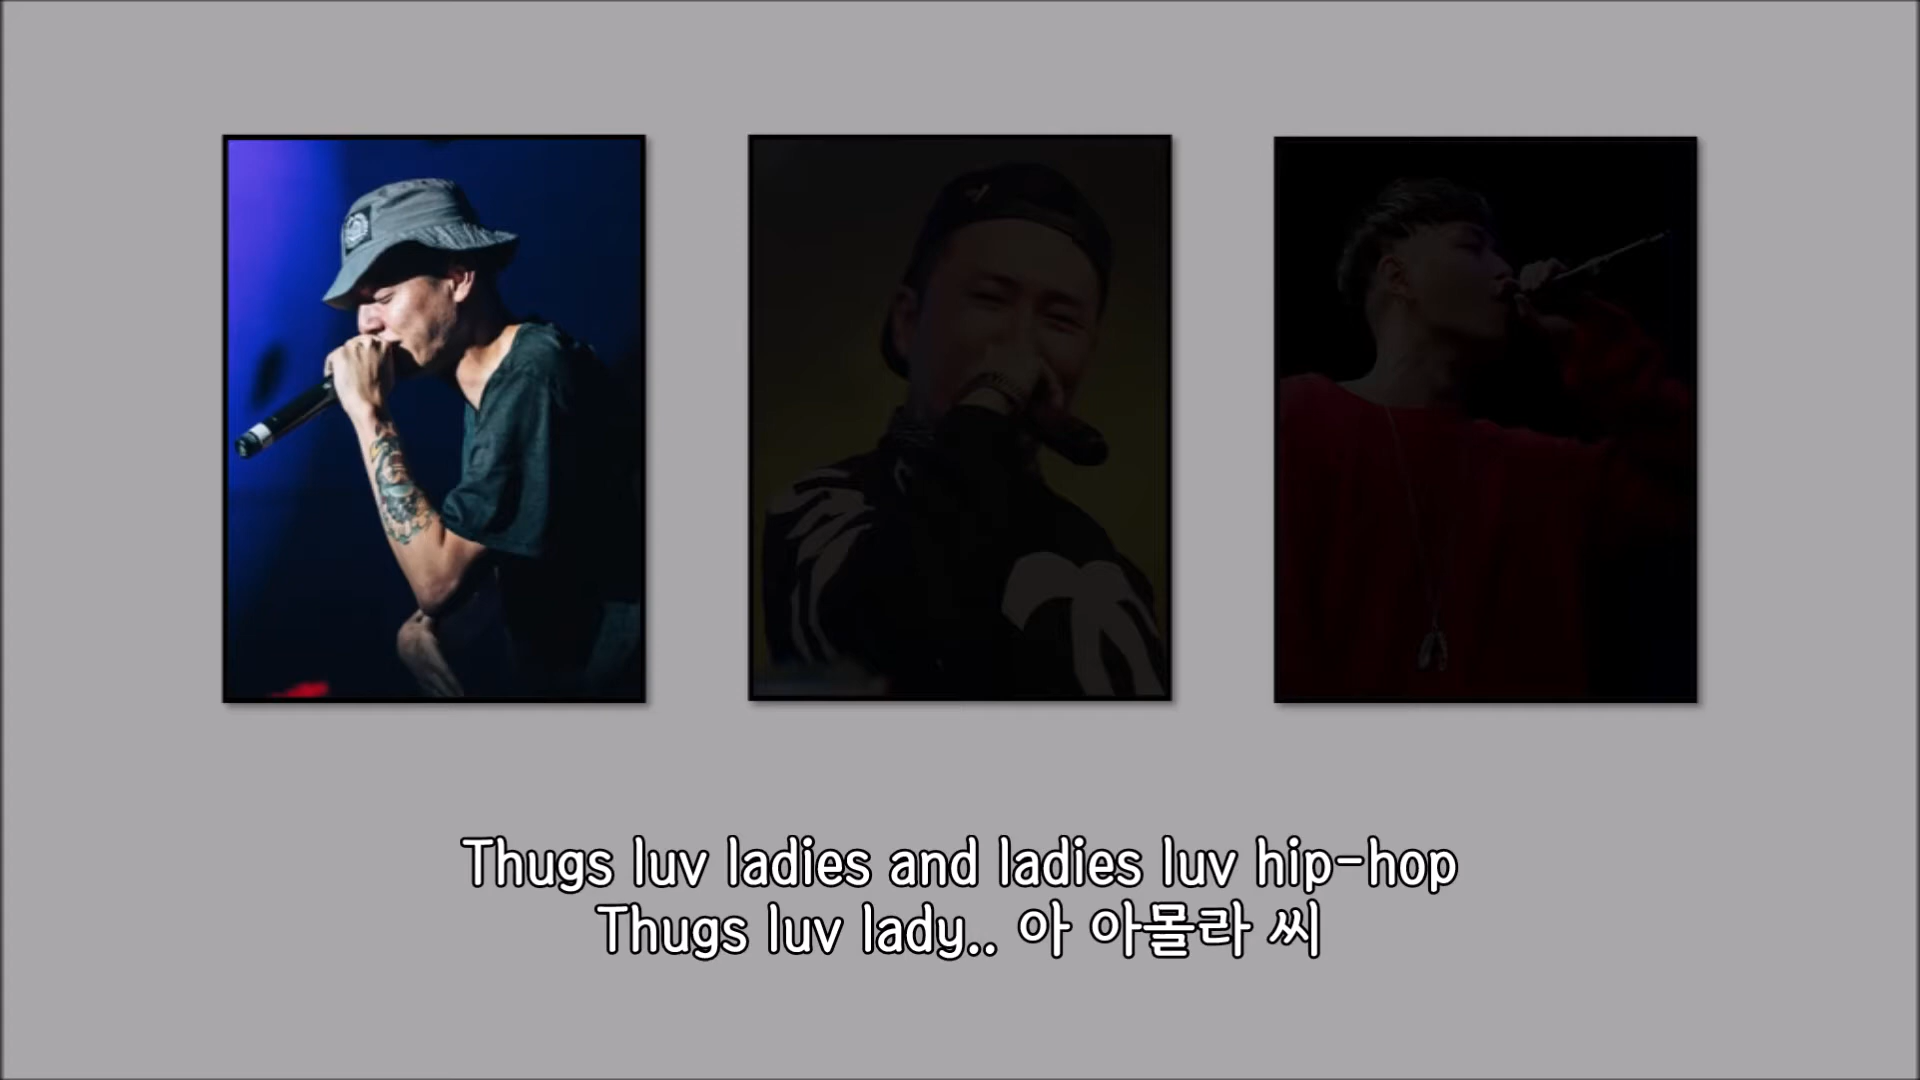 Thugs luv ladies and ladies luv hip-hop
Thugs luv lady.. 아 아몰라 씨